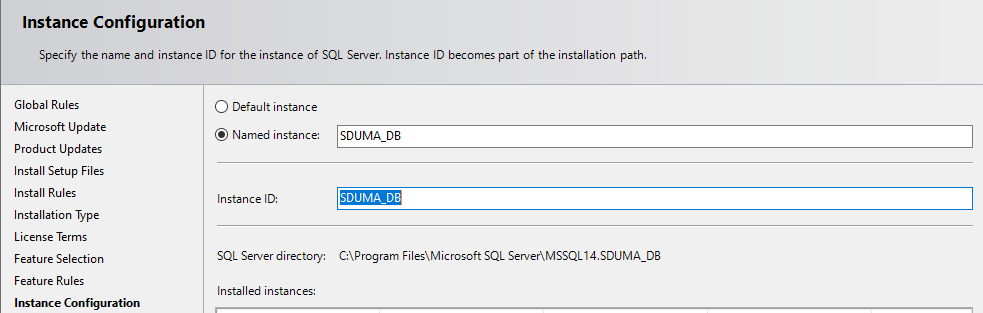 Instance Configuration
Specify the name and instance ID for the instance of SQL Server. Instance ID becomes part of the installation path.
Global Rules
Microsoft Update
Product Updates
Install Setup Files
Install Rules
Installation Type
License Terms
Feature Selection
Feature Rules
Instance Configuration
Default instance
Named instance: SDUMA_DB
Instance ID: SDUMA_DB
SQL Server directory: C:\Program Files\Microsoft SQL Server\MSSQL14.SDUMA_DB
Installed instances: